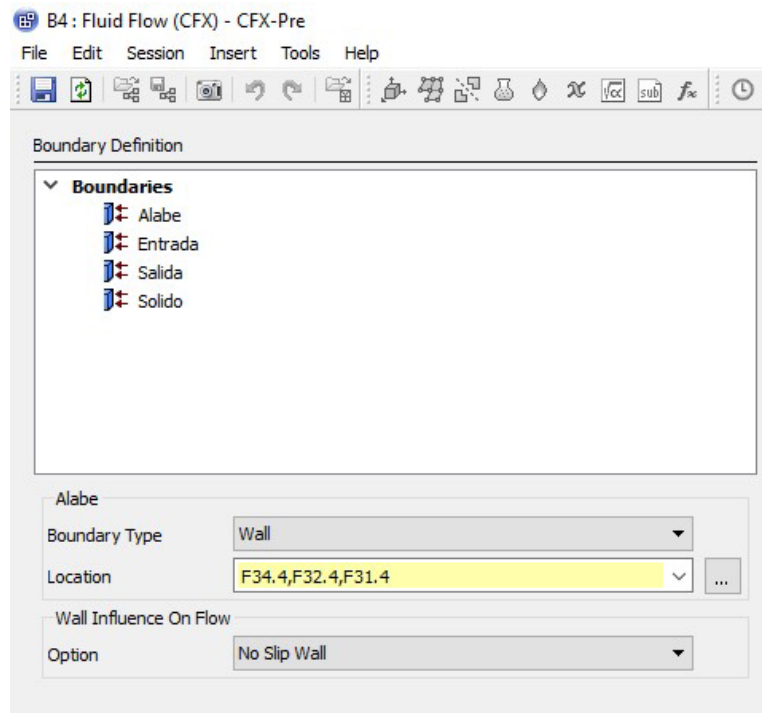 B4 : Fluid Flow (CFX) - CFX-Pre
File Edit Session Insert Tools Help
√α sub f∞
Boundary Definition
Boundaries
Alabe
Entrada
Salida
Solido
Alabe
Boundary Type Wall
Location F34.4,F32.4,F31.4 ...
Wall Influence On Flow
Option No Slip Wall